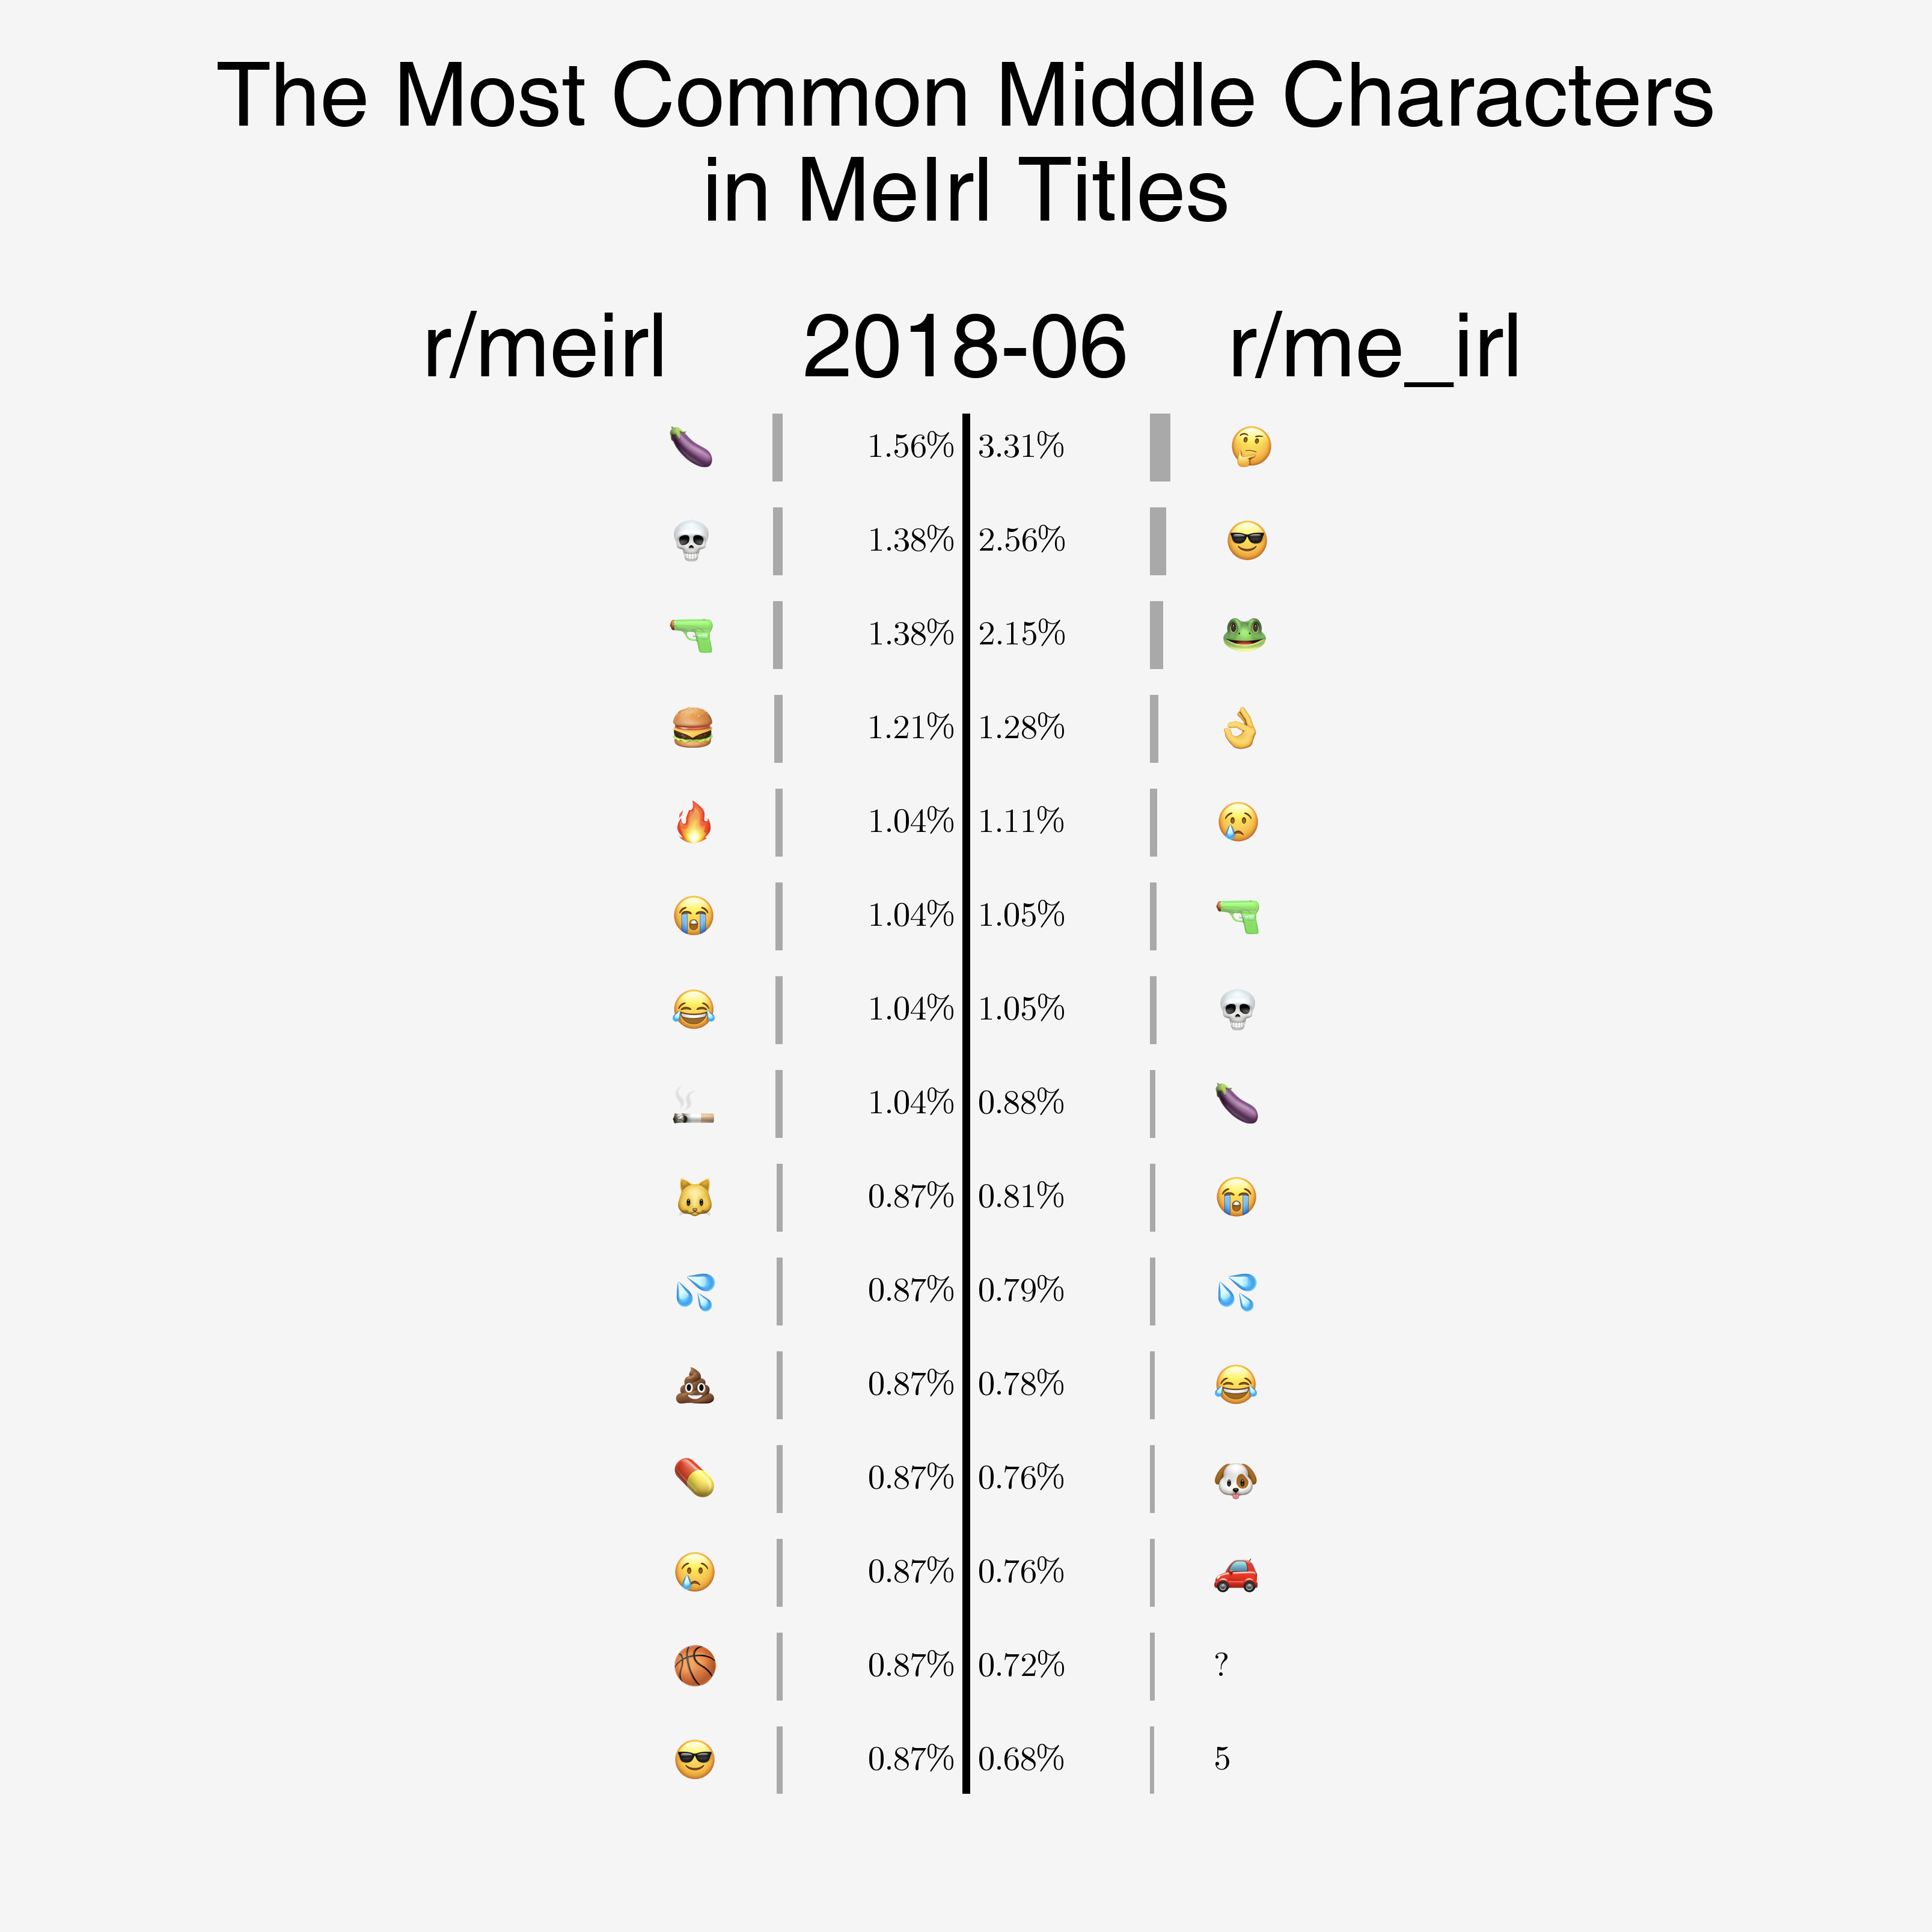 The Most Common Middle Characters
in MeIrl Titles
r/meirl 2018-06 r/me_irl
🍆 1.56% 3.31% 🤔
💀 1.38% 2.56% 😎
🔫 1.38% 2.15% 🐸
🍔 1.21% 1.28% 👌
🔥 1.04% 1.11% 😢
😭 1.04% 1.05% 🔫
😂 1.04% 1.05% 💀
🚬 1.04% 0.88% 🍆
🐱 0.87% 0.81% 😭
💦 0.87% 0.79% 💦
💩 0.87% 0.78% 😂
💊 0.87% 0.76% 🐶
😢 0.87% 0.76% 🚗
🏀 0.87% 0.72% ?
😎 0.87% 0.68% 5